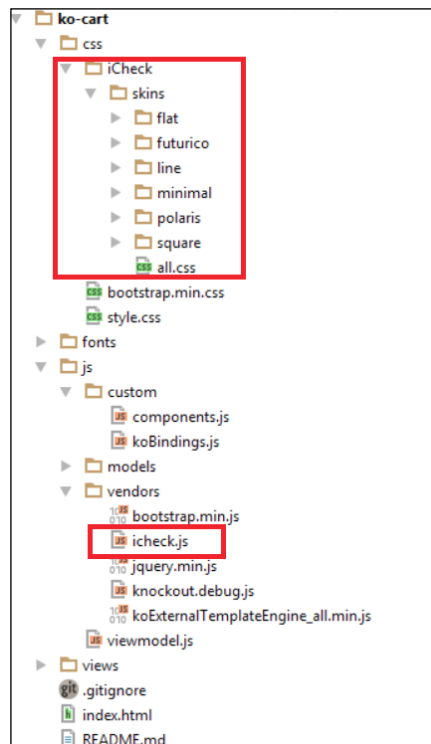 ko-cart
css
iCheck
skins
flat
futurico
line
minimal
polaris
square
all.css
bootstrap.min.css
style.css
fonts
js
custom
components.js
koBindings.js
models
vendors
bootstrap.min.js
icheck.js
jquery.min.js
knockout.debug.js
koExternalTemplateEngine_all.min.js
viewmodel.js
views
.gitignore
index.html
README.md